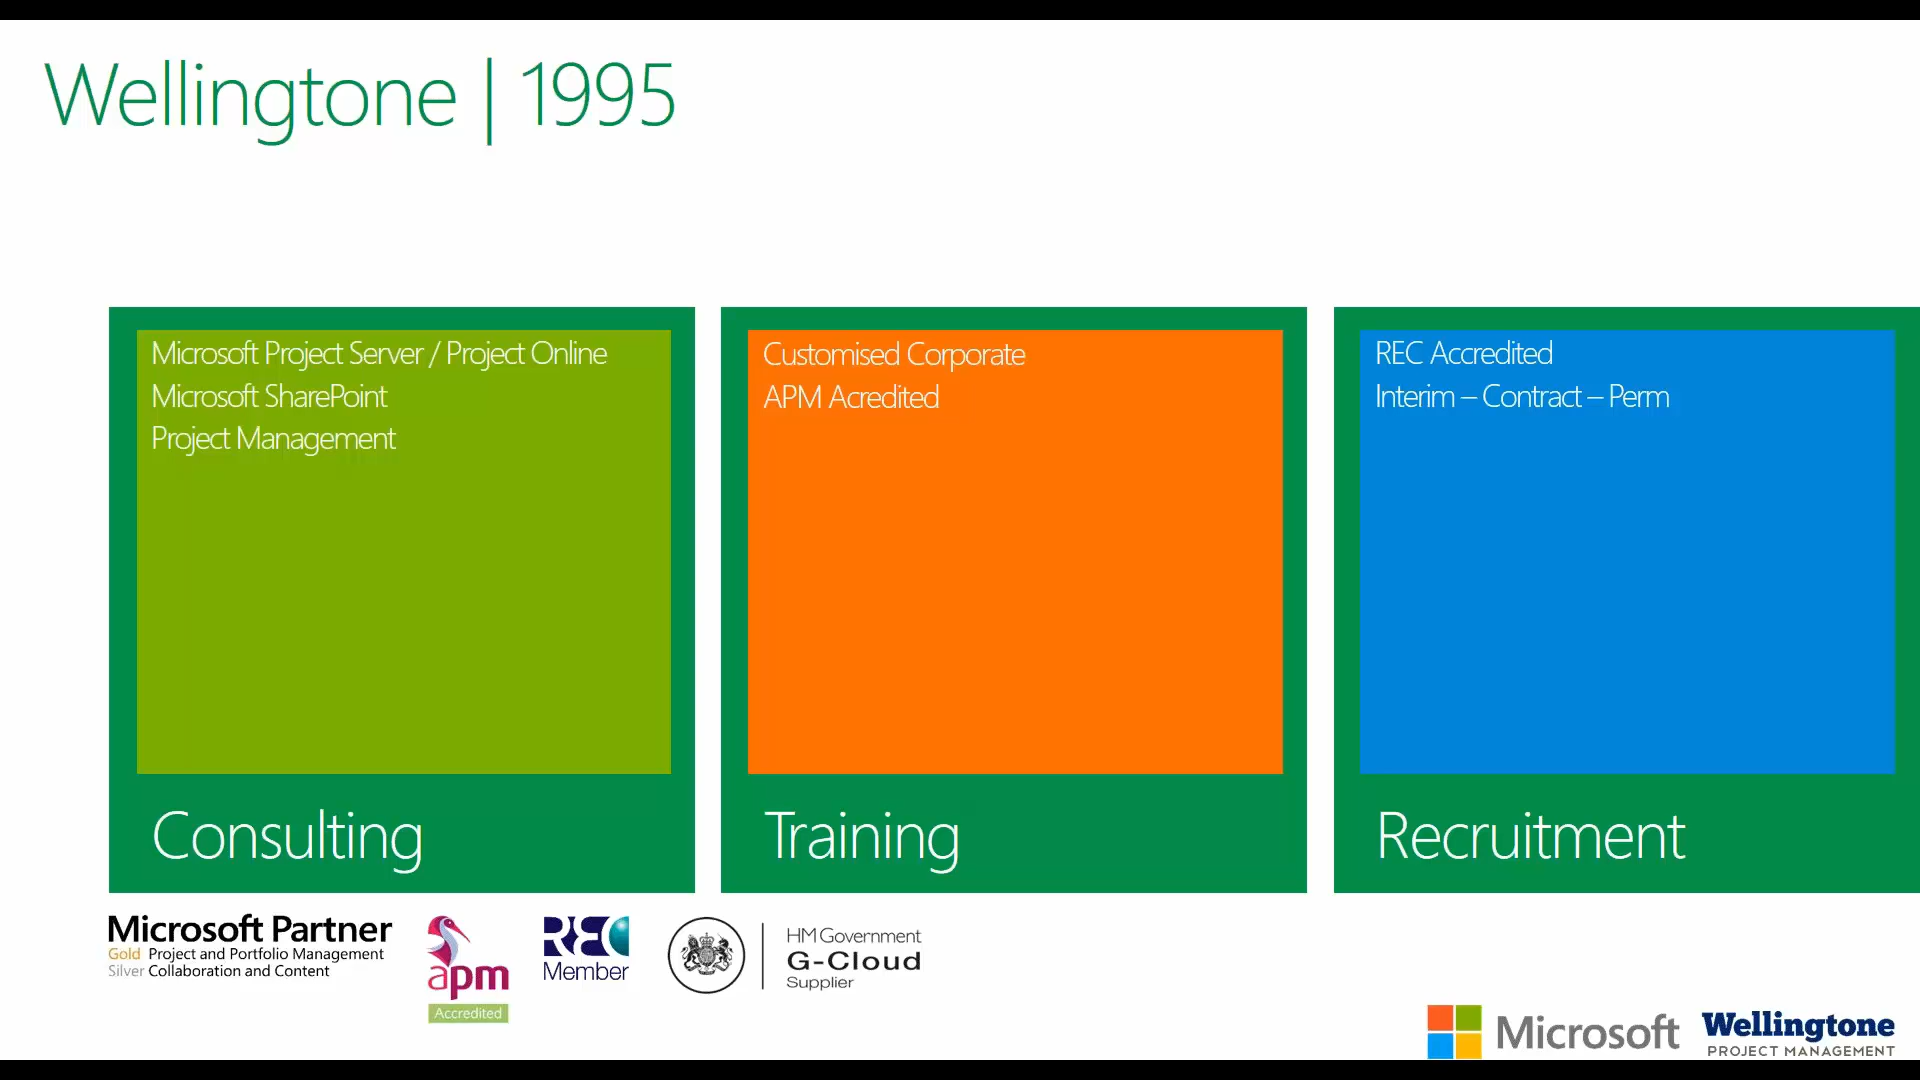 Wellingtone | 1995
Microsoft Project Server / Project Online
Microsoft SharePoint
Project Management
Consulting
Customised Corporate
APM Acredited
Training
REC Accredited
Interim – Contract – Perm
Recruitment
Microsoft Partner
Gold Project and Portfolio Management
Silver Collaboration and Content
apm
Accredited
REC
Member
HM Government
G-Cloud
Supplier
Microsoft
Wellingtone
PROJECT MANAGEMENT